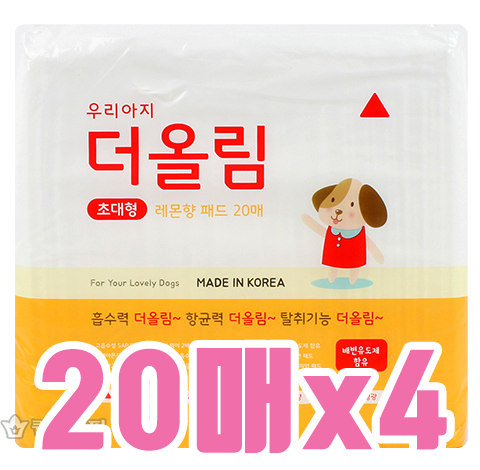 우리아지
더올림
초대형 레몬향 패드 20매
For Your Lovely Dogs MADE IN KOREA
흡수력 더올림~ 항균력 더올림~ 탈취기능 더올림~
배변유도제
함유
20매x4